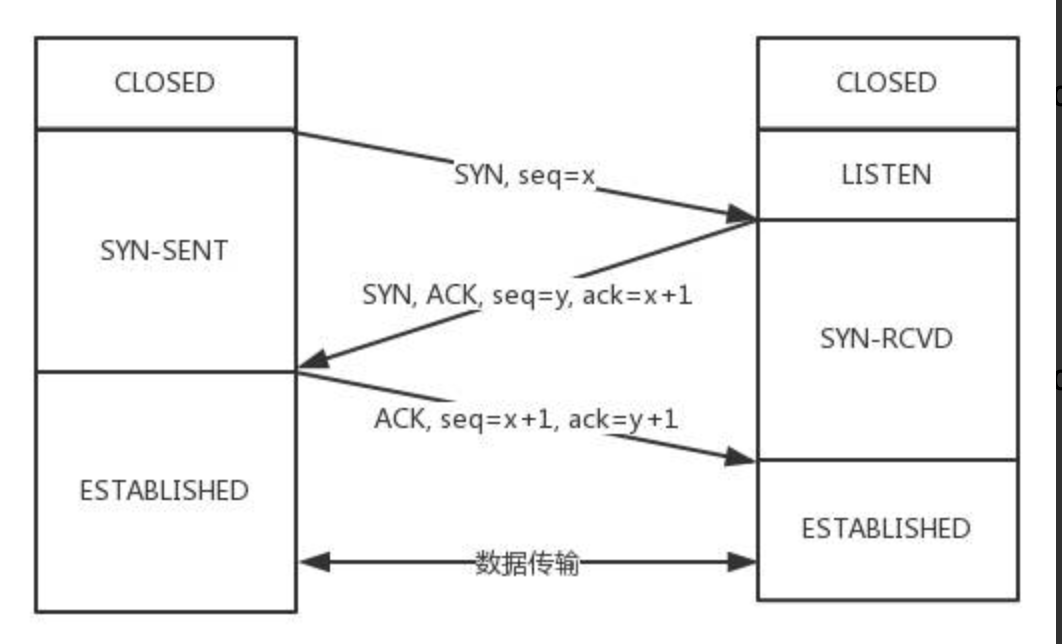 CLOSED
CLOSED
SYN, seq=x
LISTEN
SYN-SENT
SYN, ACK, seq=y, ack=x+1
SYN-RCVD
ACK, seq=x+1, ack=y+1
ESTABLISHED
ESTABLISHED
数据传输